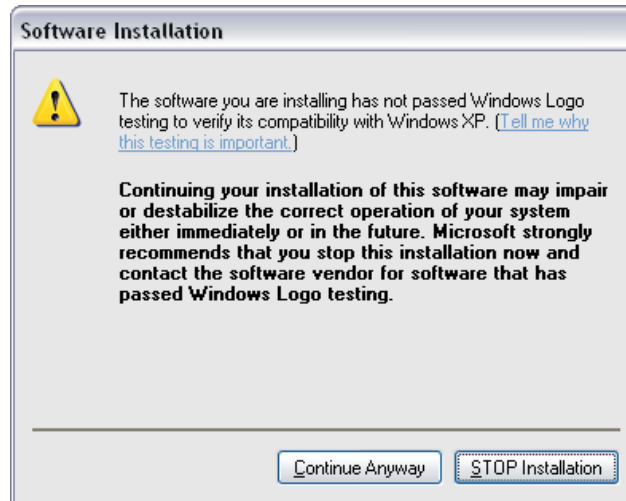 Software Installation
The software you are installing has not passed Windows Logo
testing to verify its compatibility with Windows XP. (Tell me why
this testing is important.)
Continuing your installation of this software may impair
or destabilize the correct operation of your system
either immediately or in the future. Microsoft strongly
recommends that you stop this installation now and
contact the software vendor for software that has
passed Windows Logo testing.
Continue Anyway STOP Installation